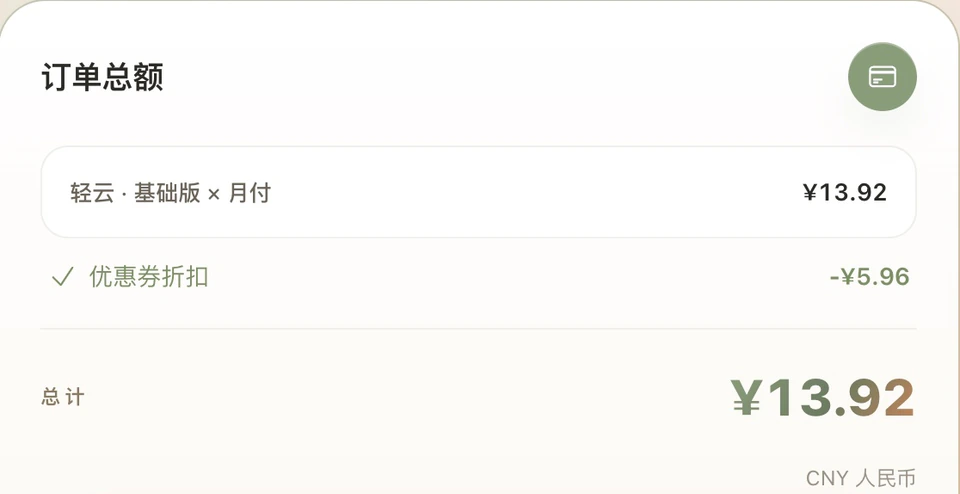 订单总额
轻云 · 基础版 × 月付 ¥13.92
优惠券折扣 -¥5.96
总计 ¥13.92
CNY 人民币